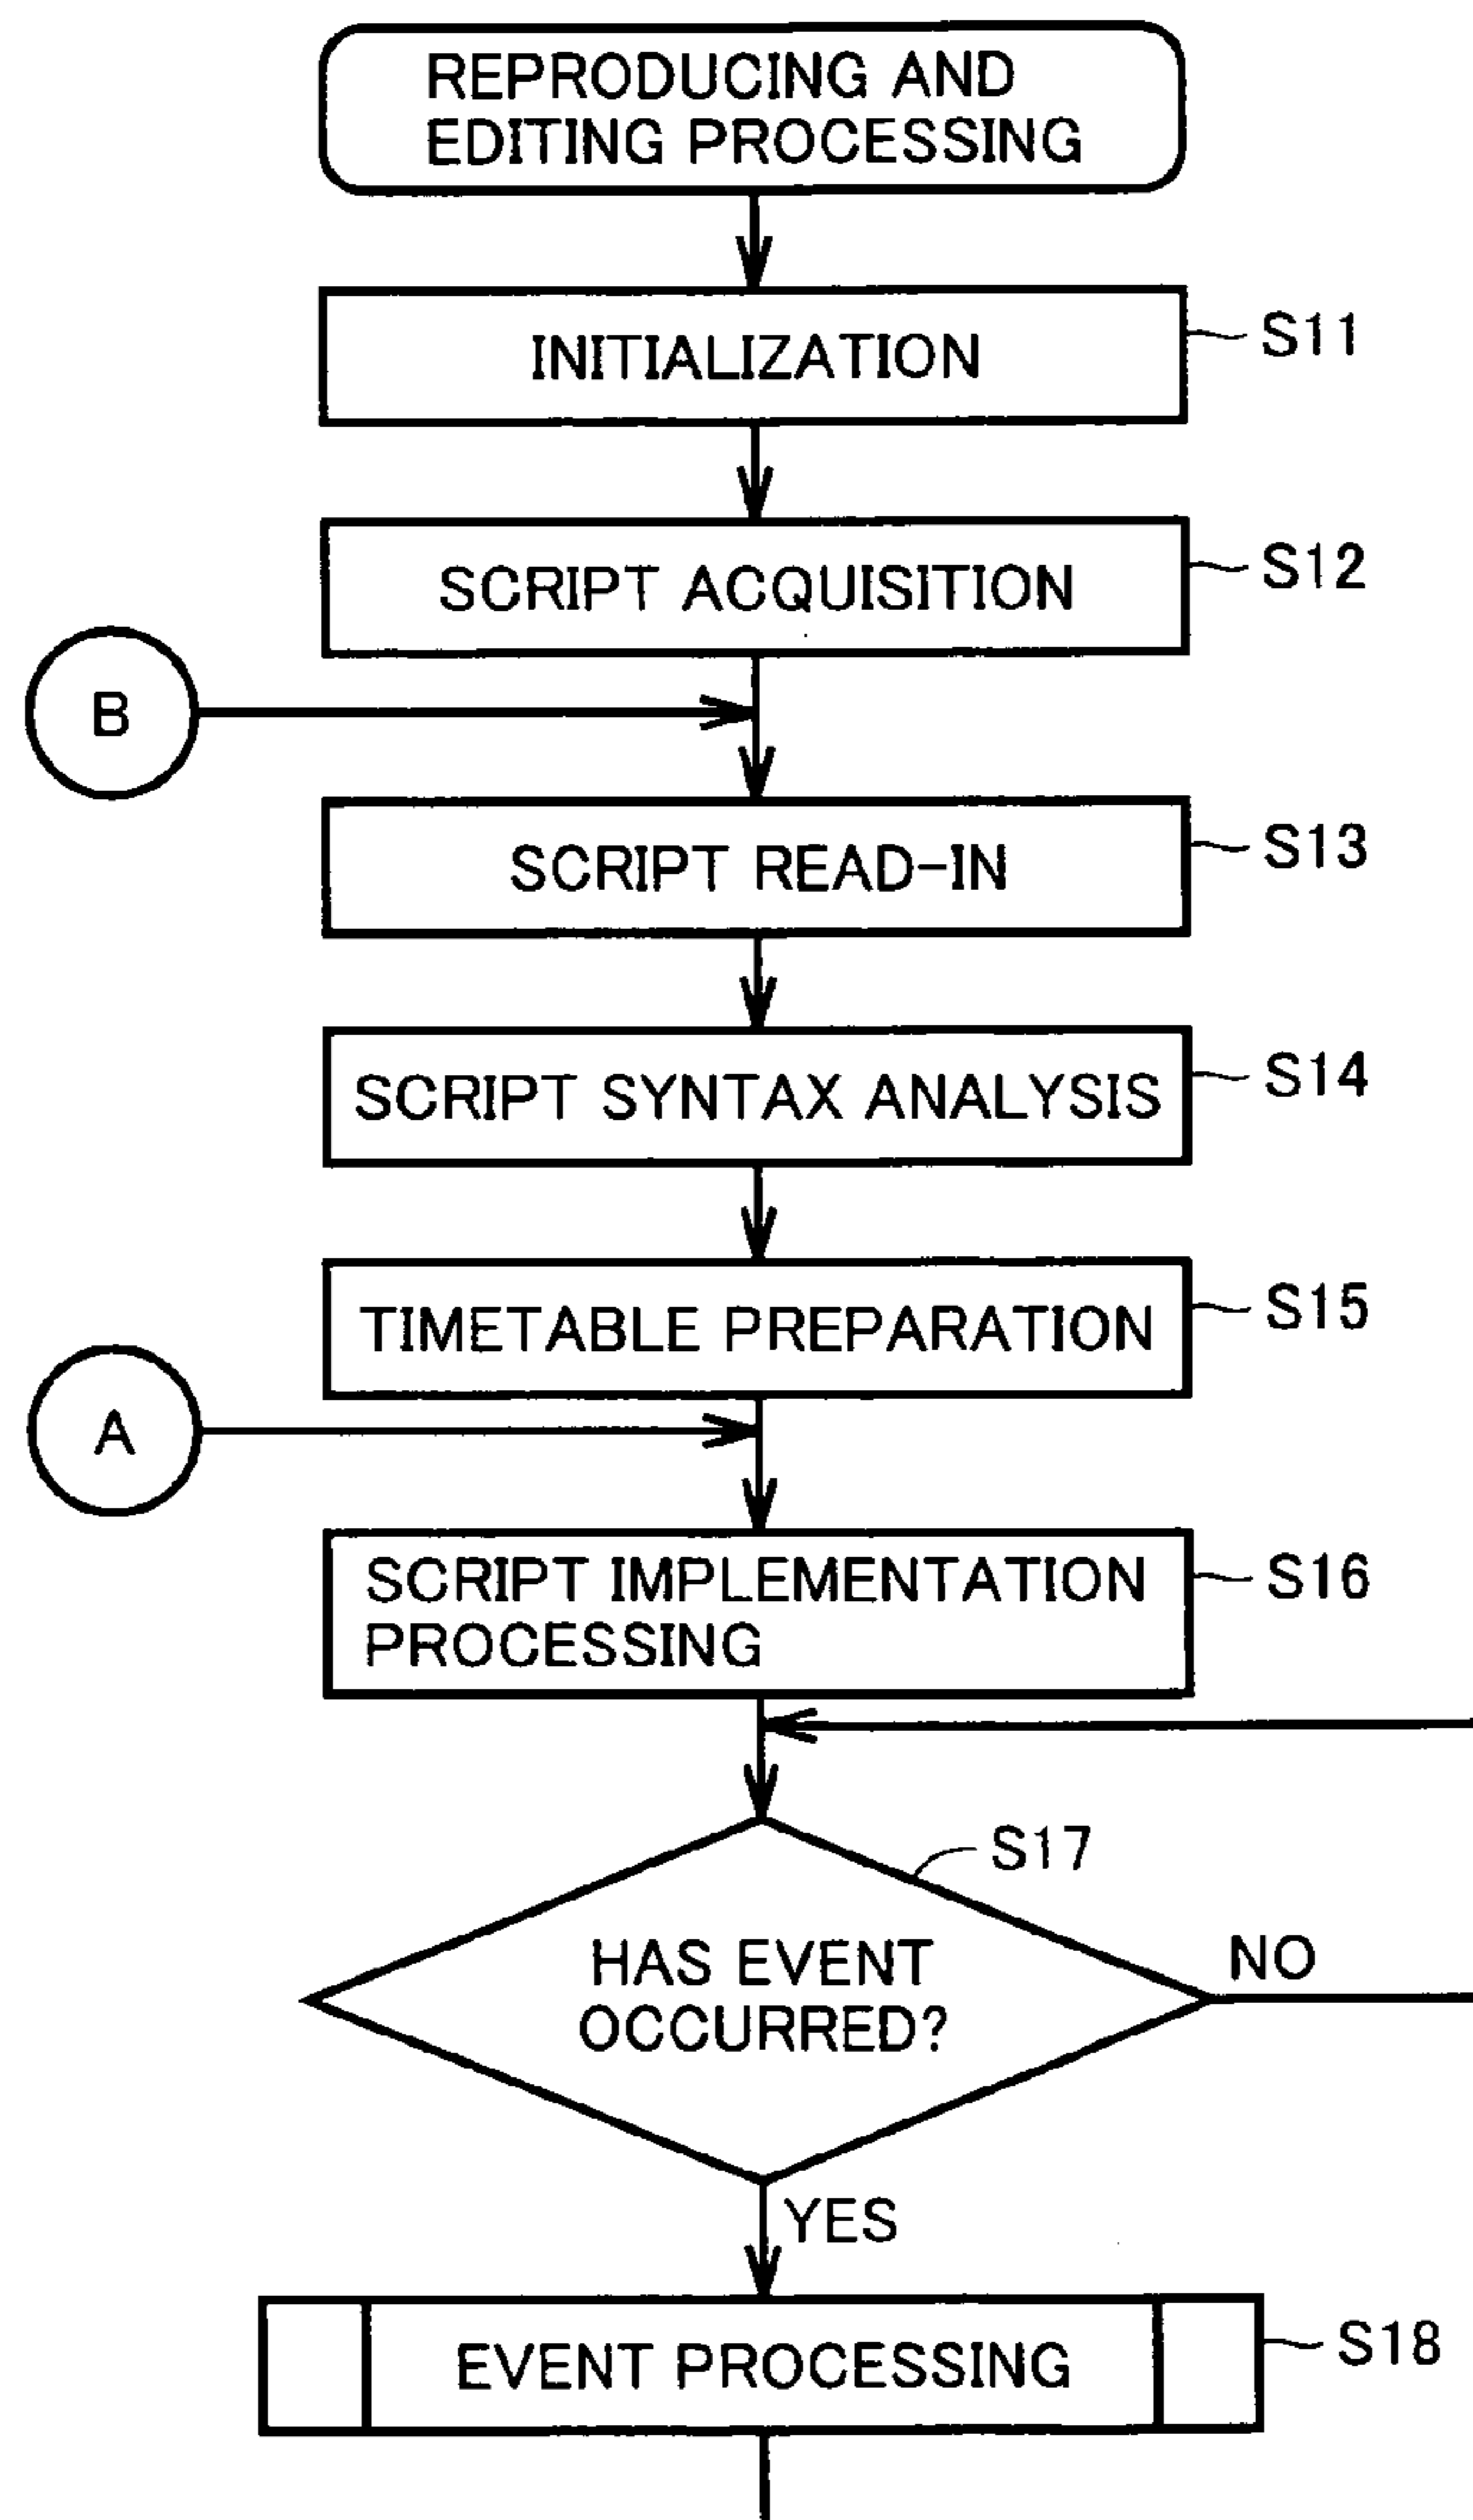 REPRODUCING AND
EDITING PROCESSING
INITIALIZATION
S11
SCRIPT ACQUISITION
S12
B
SCRIPT READ-IN
S13
SCRIPT SYNTAX ANALYSIS
S14
TIMETABLE PREPARATION
S15
A
SCRIPT IMPLEMENTATION
PROCESSING
S16
S17
HAS EVENT
OCCURRED?
NO
YES
EVENT PROCESSING
S18